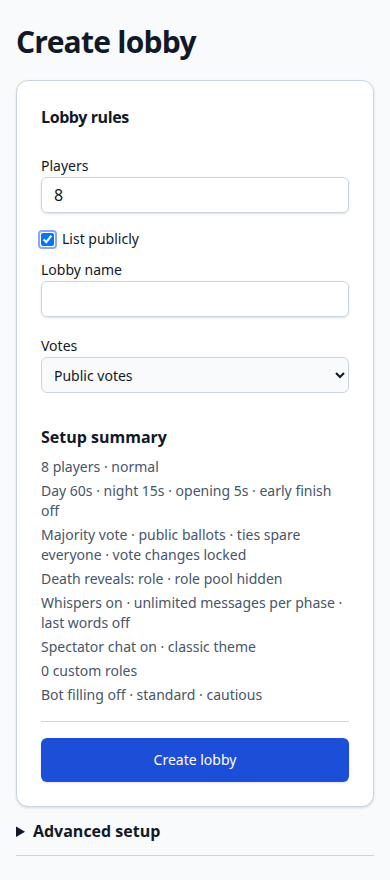 Create lobby
Lobby rules
Players
8
List publicly
Lobby name
Votes
Public votes
Setup summary
8 players · normal
Day 60s · night 15s · opening 5s · early finish
off
Majority vote · public ballots · ties spare
everyone · vote changes locked
Death reveals: role · role pool hidden
Whispers on · unlimited messages per phase ·
last words off
Spectator chat on · classic theme
0 custom roles
Bot filling off · standard · cautious
Create lobby
Advanced setup